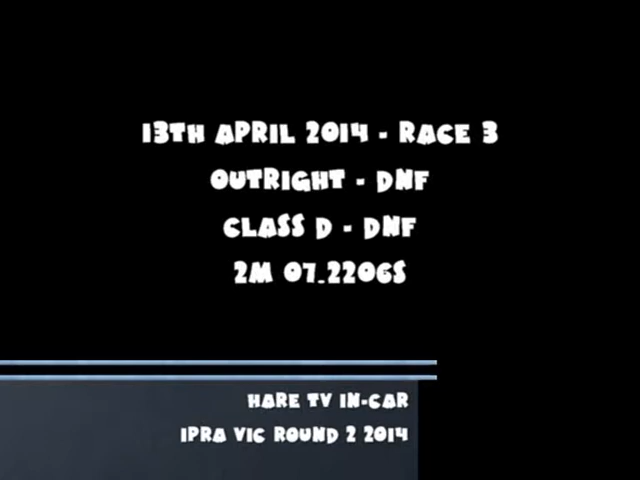 13TH APRIL 2014 - RACE 3
OUTRIGHT - DNF
CLASS D - DNF
2M 07.2206S
HARE TV IN-CAR
IPRA VIC ROUND 2 2014